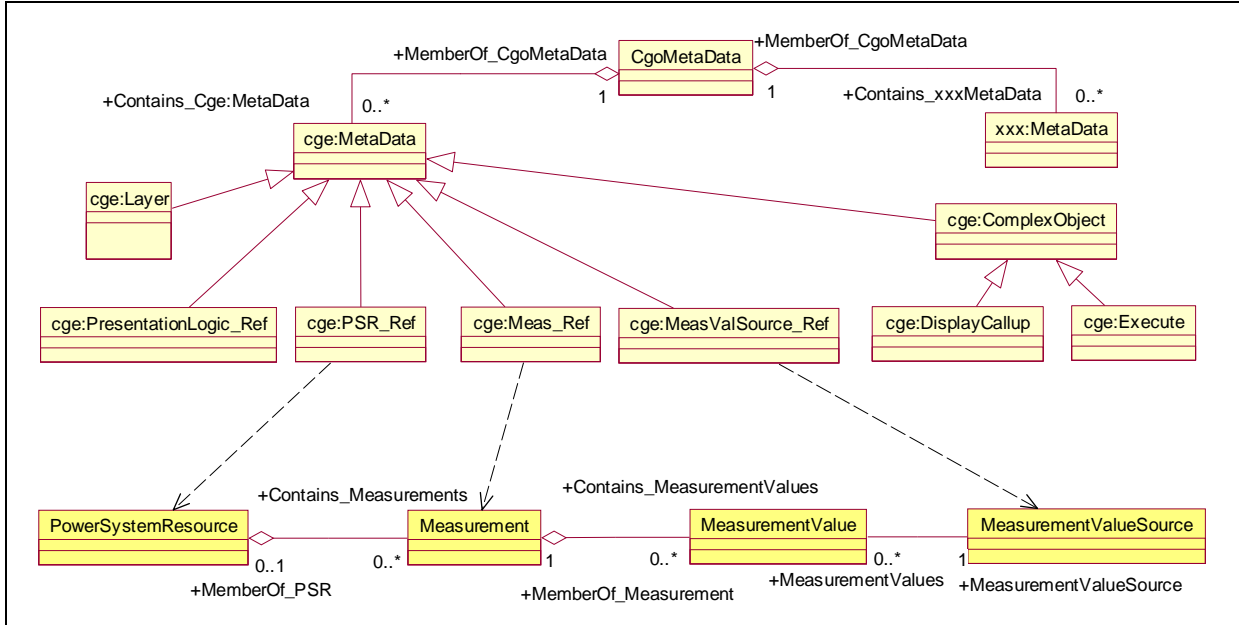 +MemberOf_CgoMetaData
CgoMetaData
+MemberOf_CgoMetaData
1
1
+Contains_Cge:MetaData
0..*
+Contains_xxxMetaData
0..*
cge:MetaData
xxx:MetaData
cge:Layer
cge:ComplexObject
cge:PresentationLogic_Ref
cge:PSR_Ref
cge:Meas_Ref
cge:MeasValSource_Ref
cge:DisplayCallup
cge:Execute
+Contains_Measurements
+Contains_MeasurementValues
PowerSystemResource
Measurement
MeasurementValue
MeasurementValueSource
0..1
0..*
1
0..*
0..*
1
+MemberOf_PSR
+MemberOf_Measurement
+MeasurementValues
+MeasurementValueSource